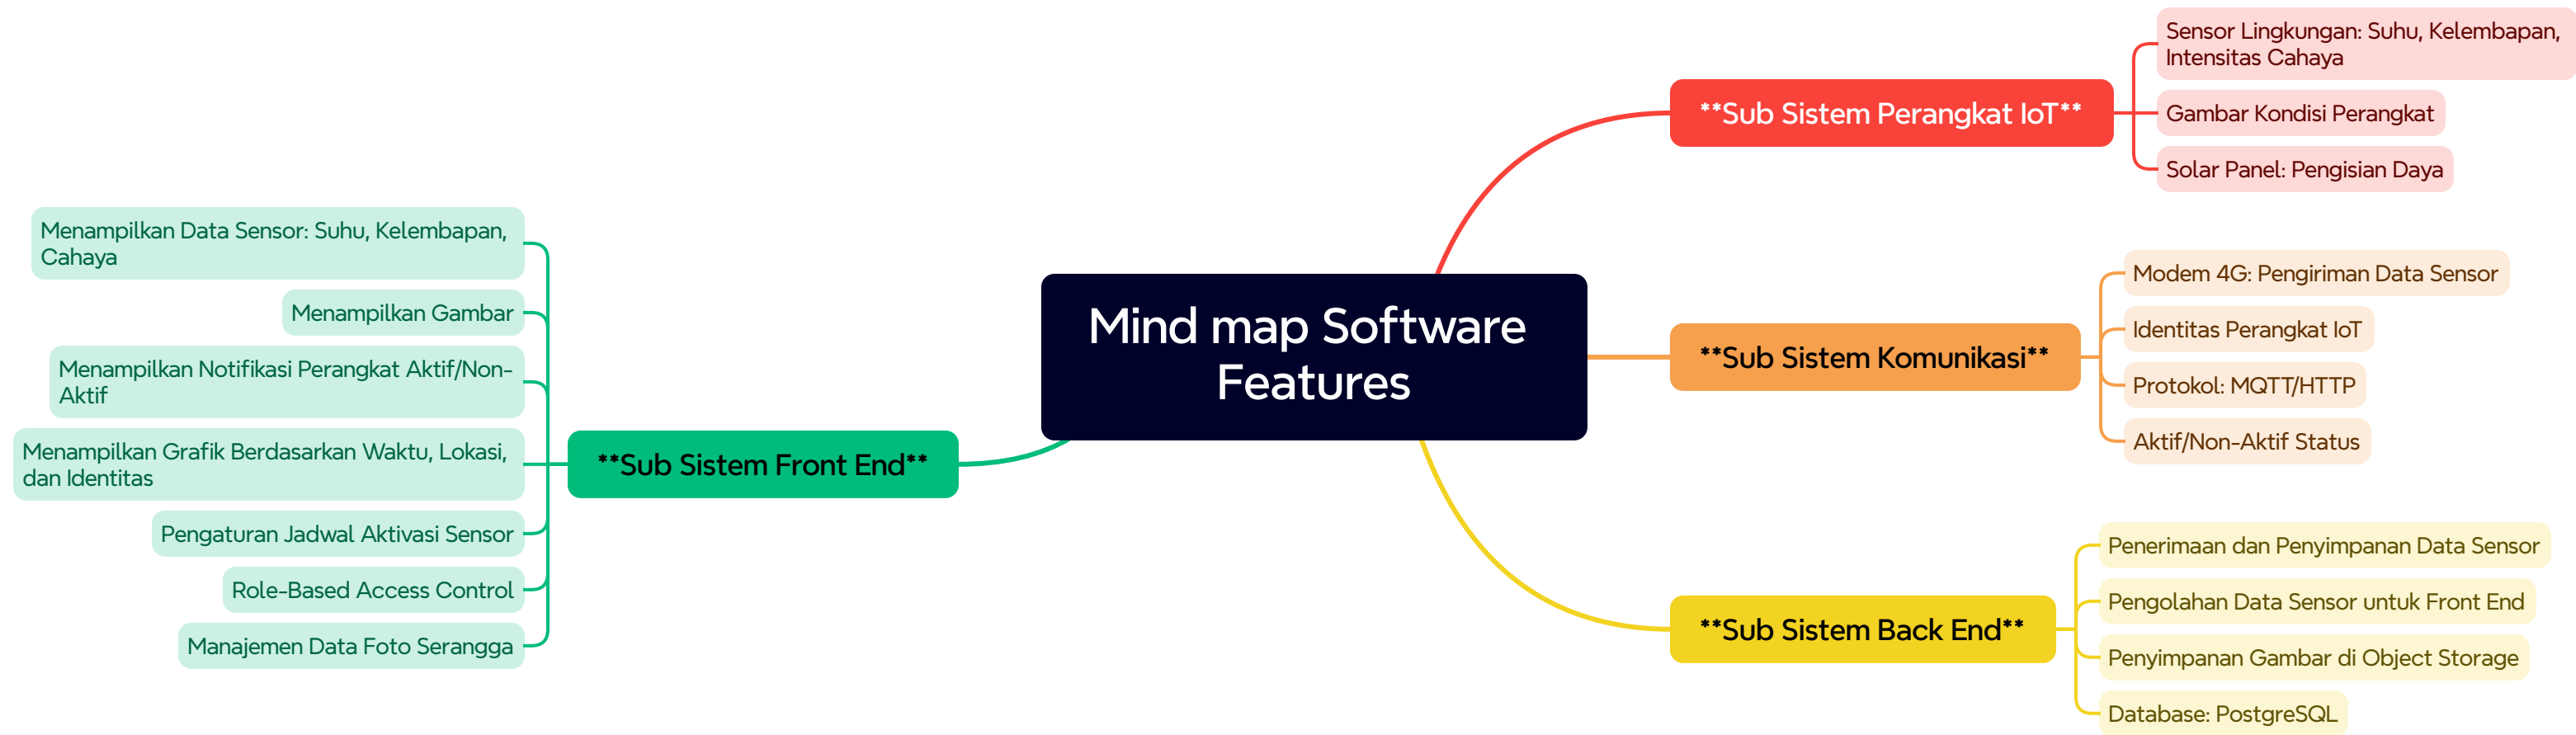 Mind map Software
Features
**Sub Sistem Perangkat IoT**
Sensor Lingkungan: Suhu, Kelembapan,
Intensitas Cahaya
Gambar Kondisi Perangkat
Solar Panel: Pengisian Daya
**Sub Sistem Komunikasi**
Modem 4G: Pengiriman Data Sensor
Identitas Perangkat IoT
Protokol: MQTT/HTTP
Aktif/Non-Aktif Status
**Sub Sistem Back End**
Penerimaan dan Penyimpanan Data Sensor
Pengolahan Data Sensor untuk Front End
Penyimpanan Gambar di Object Storage
Database: PostgreSQL
**Sub Sistem Front End**
Menampilkan Data Sensor: Suhu, Kelembapan,
Cahaya
Menampilkan Gambar
Menampilkan Notifikasi Perangkat Aktif/Non-
Aktif
Menampilkan Grafik Berdasarkan Waktu, Lokasi,
dan Identitas
Pengaturan Jadwal Aktivasi Sensor
Role-Based Access Control
Manajemen Data Foto Serangga